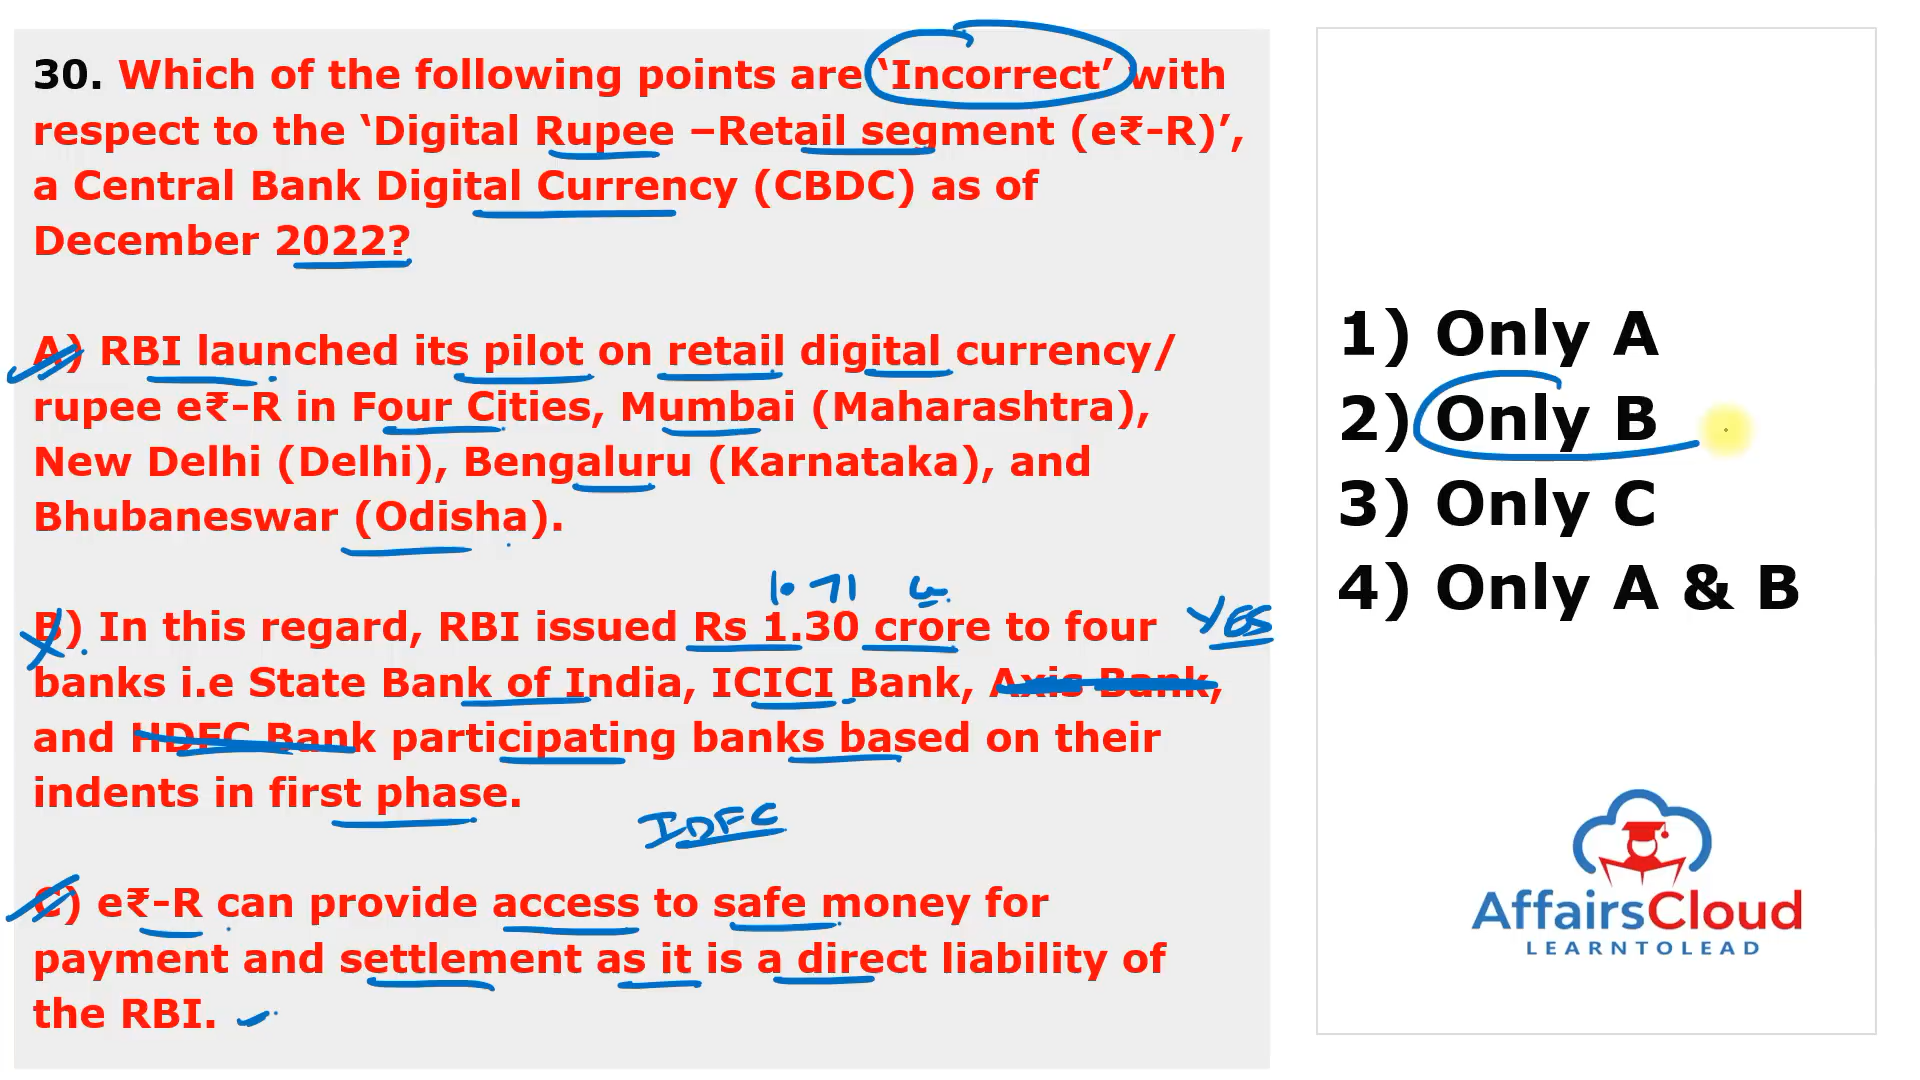 30. Which of the following points are ‘Incorrect’ with
respect to the ‘Digital Rupee –Retail segment (e₹-R)’,
a Central Bank Digital Currency (CBDC) as of
December 2022?
A) RBI launched its pilot on retail digital currency/
rupee e₹-R in Four Cities, Mumbai (Maharashtra),
New Delhi (Delhi), Bengaluru (Karnataka), and
Bhubaneswar (Odisha).
1.71 Cr
B). In this regard, RBI issued Rs 1.30 crore to four YES
banks i.e State Bank of India, ICICI Bank, Axis Bank,
and HDFC Bank participating banks based on their
indents in first phase.
IDFC
C) e₹-R can provide access to safe money for
payment and settlement as it is a direct liability of
the RBI.
1) Only A
2) Only B
3) Only C
4) Only A & B
AffairsCloud
LEARNTOLEAD